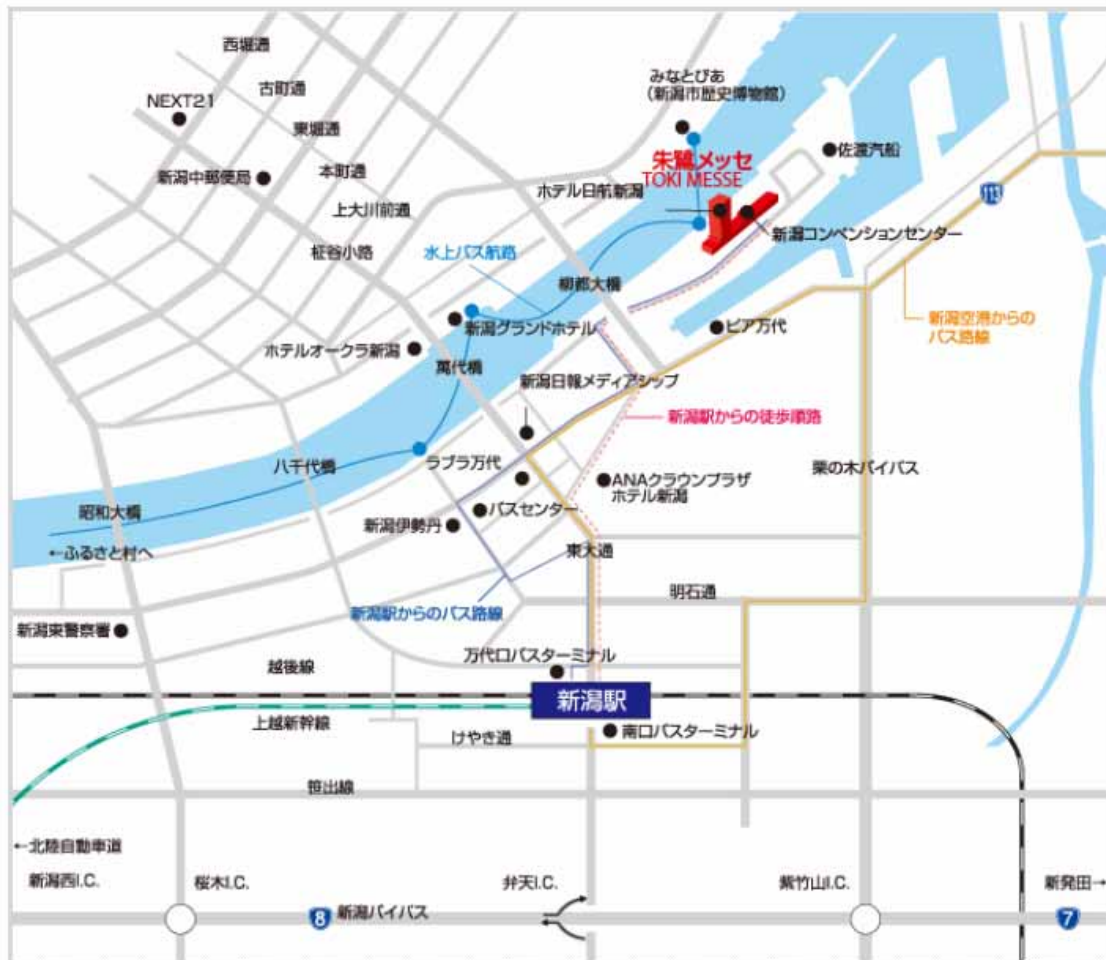 西堀通
古町通
NEXT21
東堀通
みなとぴあ
(新潟市歴史博物館)
佐渡汽船
新潟中郵便局
本町通
朱鷺メッセ
TOKI MESSE
ホテル日航新潟
113
上大川前通
新潟コンベンションセンター
柾谷小路
水上バス航路
柳都大橋
新潟グランドホテル
ピア万代
新潟空港からの
バス路線
ホテルオークラ新潟
萬代橋
新潟日報メディアシップ
新潟駅からの徒歩順路
八千代橋
ラブラ万代
栗の木バイパス
ANAクラウンプラザ
ホテル新潟
昭和大橋
バスセンター
新潟伊勢丹
←ふるさと村へ
東大通
明石通
新潟駅からのバス路線
新潟東警察署
万代口バスターミナル
越後線
新潟駅
上越新幹線
けやき通
南口バスターミナル
笹出線
←北陸自動車道
新潟西I.C.
桜木I.C.
弁天I.C.
紫竹山I.C.
新発田→
8
新潟バイパス
7